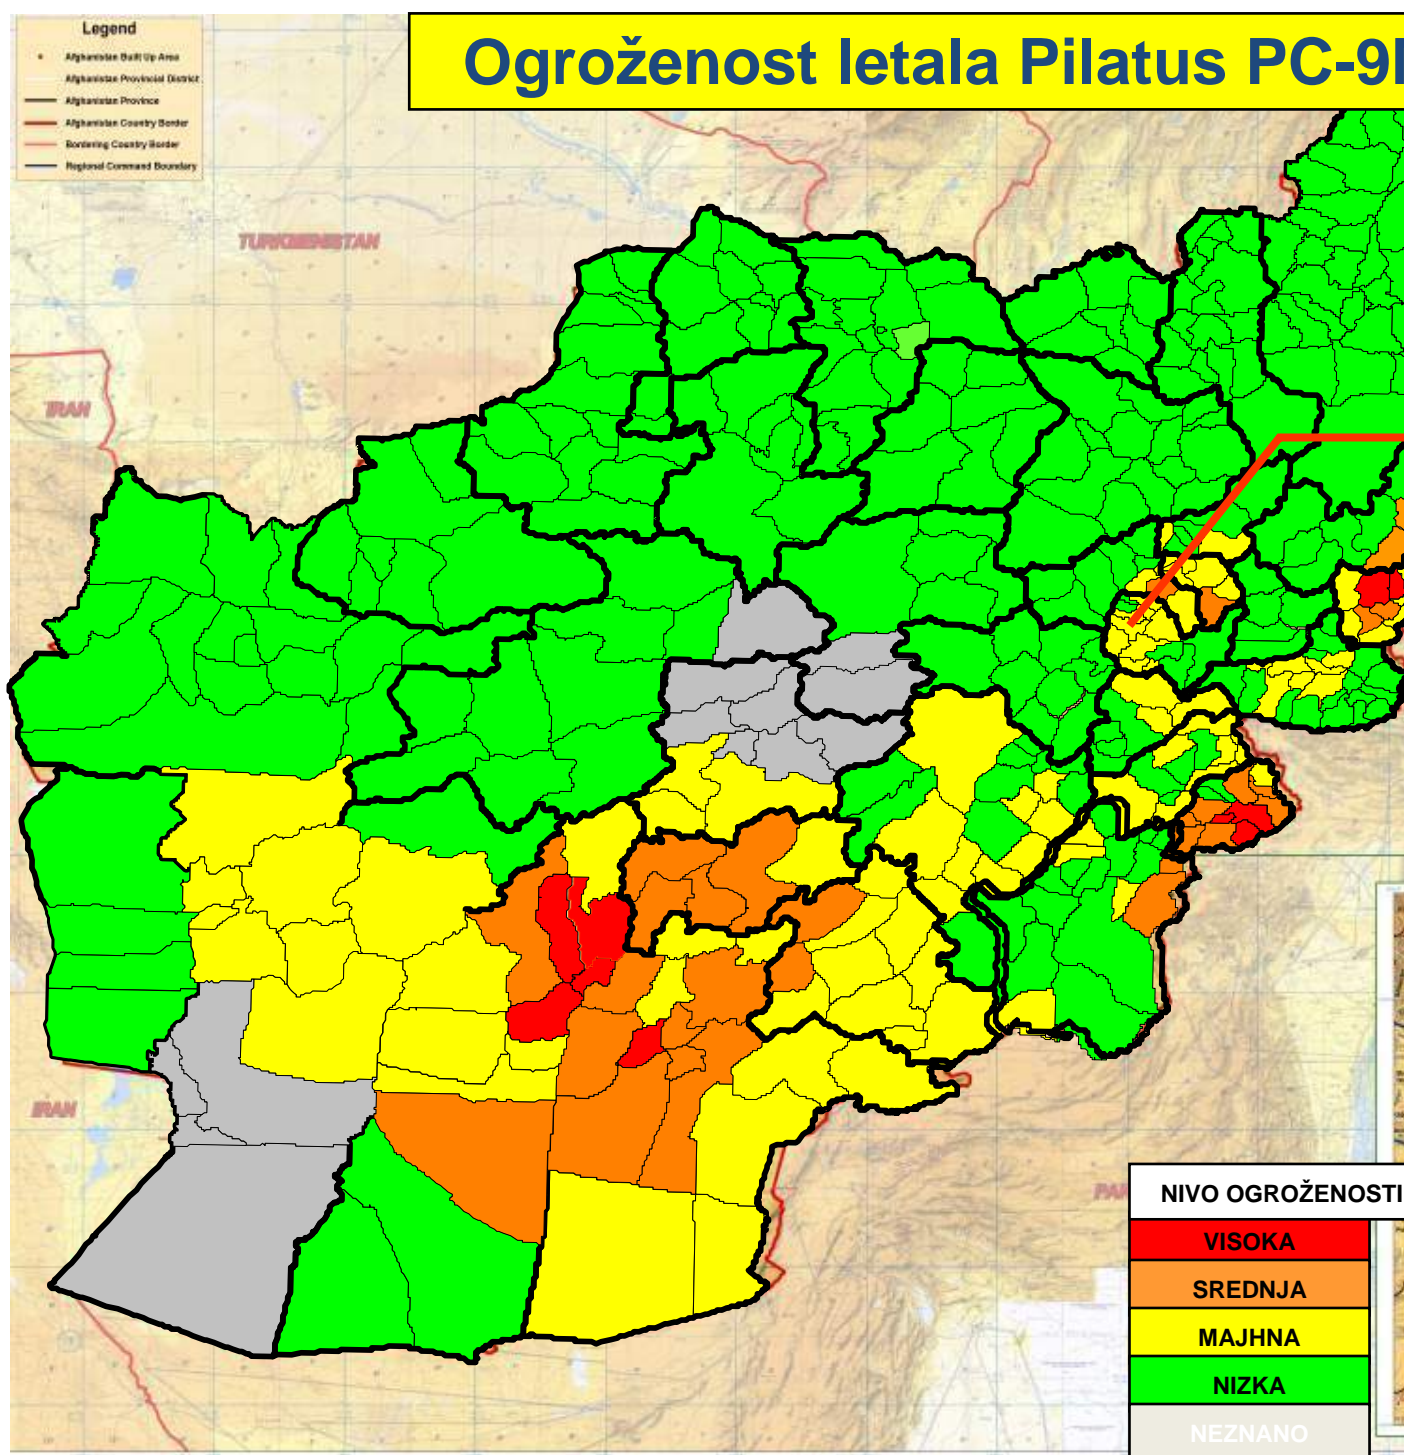 Legend
Afghanistan Built Up Area
Afghanistan Provincial District
Afghanistan Province
Afghanistan Country Border
Bordering Country Border
Regional Command Boundary
Ogroženost letala Pilatus PC-9
TURKMENISTAN
IRAN
IRAN
NIVO OGROŽENOSTI
VISOKA
SREDNJA
MAJHNA
NIZKA
NEZNANO